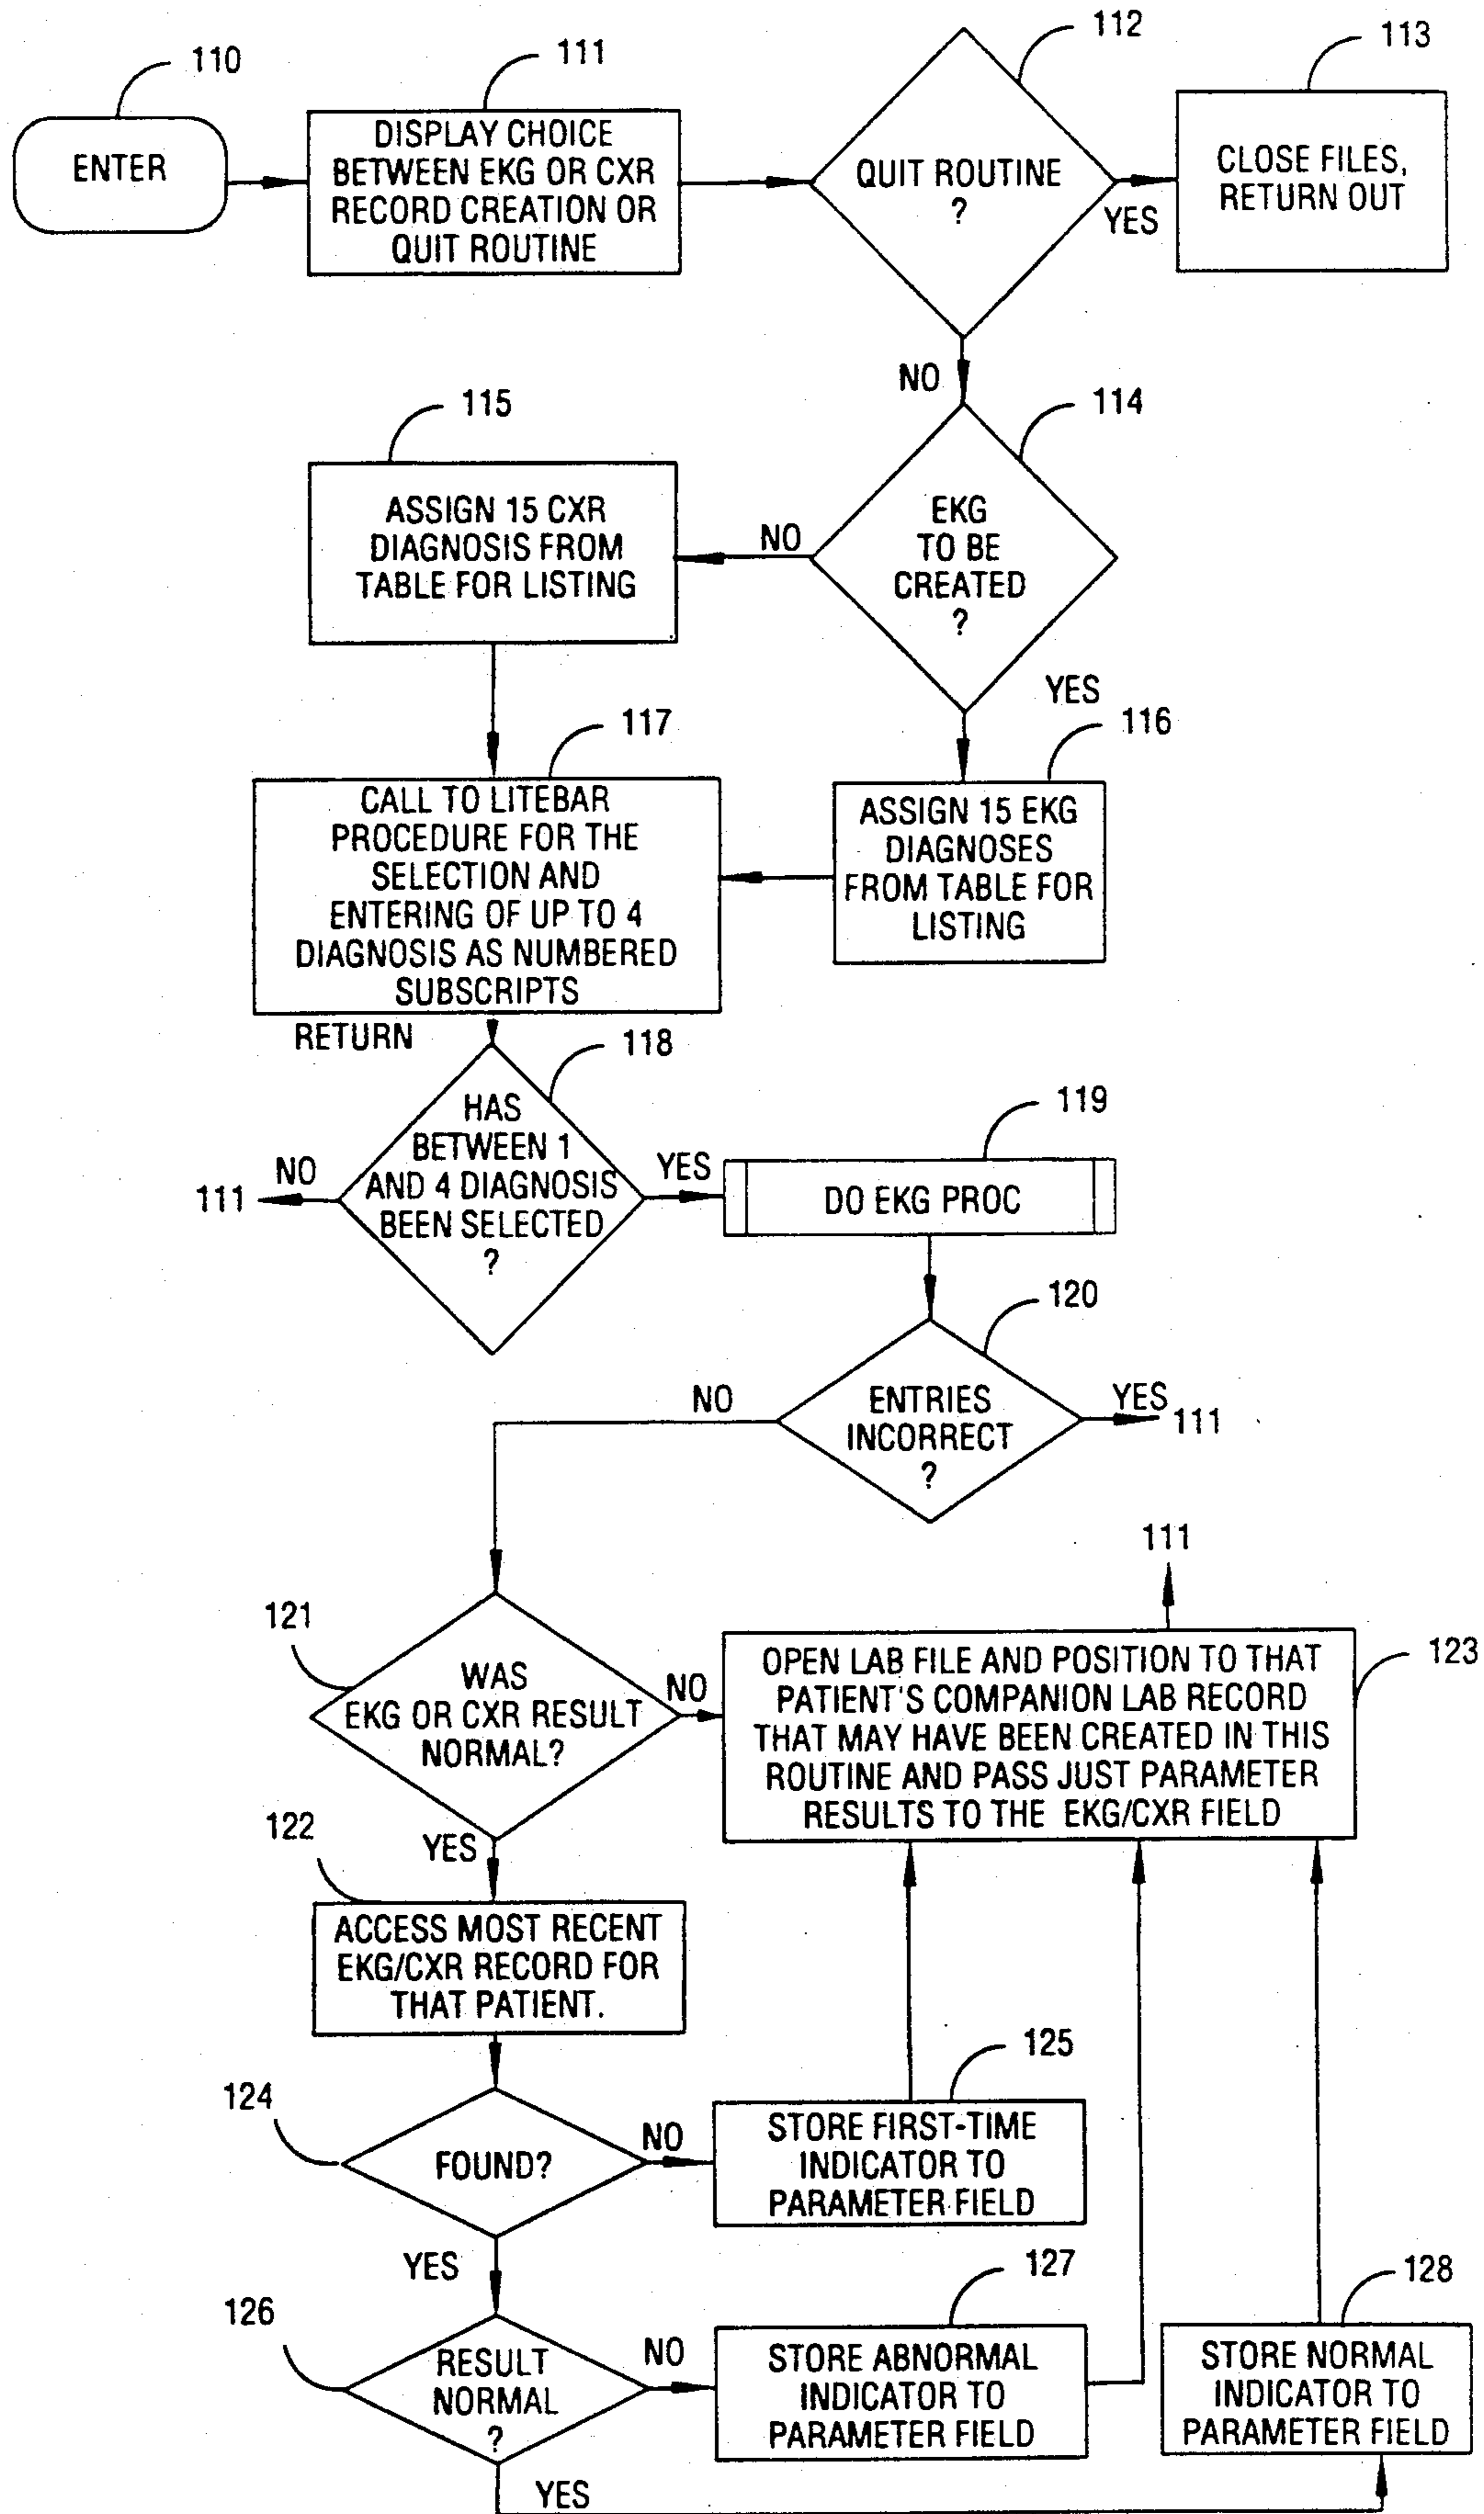 110
ENTER
111
DISPLAY CHOICE
BETWEEN EKG OR CXR
RECORD CREATION OR
QUIT ROUTINE
112
QUIT ROUTINE
?
YES
113
CLOSE FILES,
RETURN OUT
NO
114
EKG
TO BE
CREATED
?
NO
115
ASSIGN 15 CXR
DIAGNOSIS FROM
TABLE FOR LISTING
YES
116
ASSIGN 15 EKG
DIAGNOSES
FROM TABLE FOR
LISTING
117
CALL TO LITEBAR
PROCEDURE FOR THE
SELECTION AND
ENTERING OF UP TO 4
DIAGNOSIS AS NUMBERED
SUBSCRIPTS
RETURN
118
HAS
BETWEEN 1
AND 4 DIAGNOSIS
BEEN SELECTED
?
NO
111
YES
119
DO EKG PROC
120
ENTRIES
INCORRECT
?
YES
111
NO
121
WAS
EKG OR CXR RESULT
NORMAL?
NO
111
123
OPEN LAB FILE AND POSITION TO THAT
PATIENT'S COMPANION LAB RECORD
THAT MAY HAVE BEEN CREATED IN THIS
ROUTINE AND PASS JUST PARAMETER
RESULTS TO THE EKG/CXR FIELD
YES
122
ACCESS MOST RECENT
EKG/CXR RECORD FOR
THAT PATIENT.
124
FOUND?
NO
125
STORE FIRST-TIME
INDICATOR TO
PARAMETER FIELD
YES
126
RESULT
NORMAL
?
NO
127
STORE ABNORMAL
INDICATOR TO
PARAMETER FIELD
128
STORE NORMAL
INDICATOR TO
PARAMETER FIELD
YES